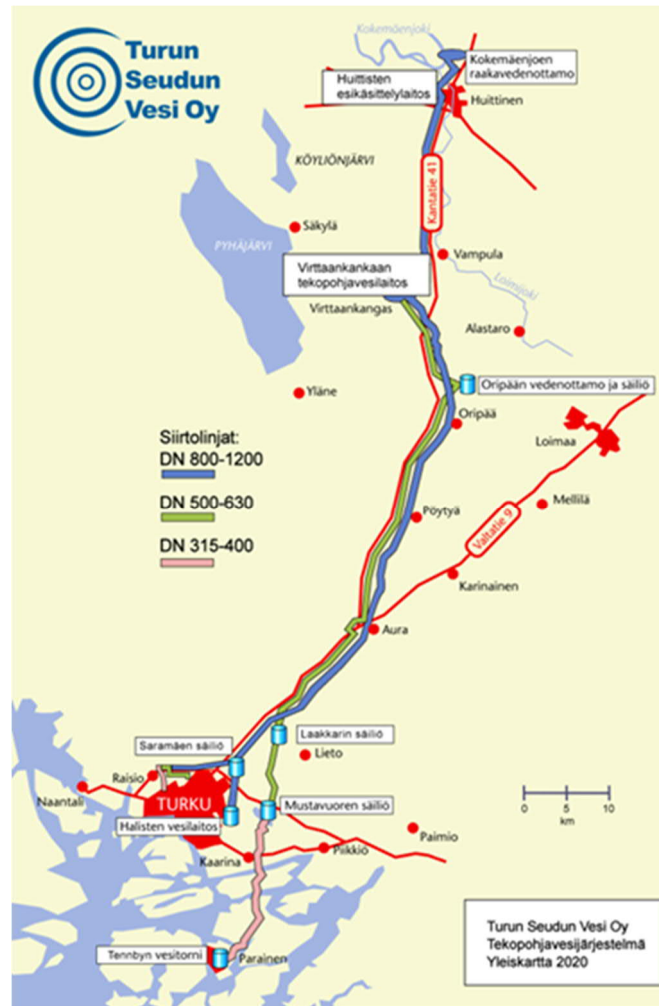 Turun
Seudun
Vesi Oy
Kokemäenjoki
Kokemäenjoen
raakavedenottamo
Huittisten
esikäsittelylaitos
Huittinen
KÖYLIÖNJÄRVI
Kantatie 41
Säkylä
PYHÄJÄRVI
Vampula
Virttaankankaan
tekopohjavesilaitos
Loimijoki
Virttaankangas
Alastaro
Oripään vedenottamo ja säiliö
Yläne
Oripää
Loimaa
Siirtolinjat:
DN 800-1200
DN 500-630
DN 315-400
Mellilä
Pöytyä
Valtatie 9
Karinainen
Aura
Laakkarin säiliö
Saramäen säiliö
Lieto
Raisio
Naantali
TURKU
Mustavuoren säiliö
Halisten vesilaitos
0 5 10
km
Paimio
Piikkiö
Kaarina
Tennbyn vesitorni
Parainen
Turun Seudun Vesi Oy
Tekopohjavesijärjestelmä
Yleiskartta 2020